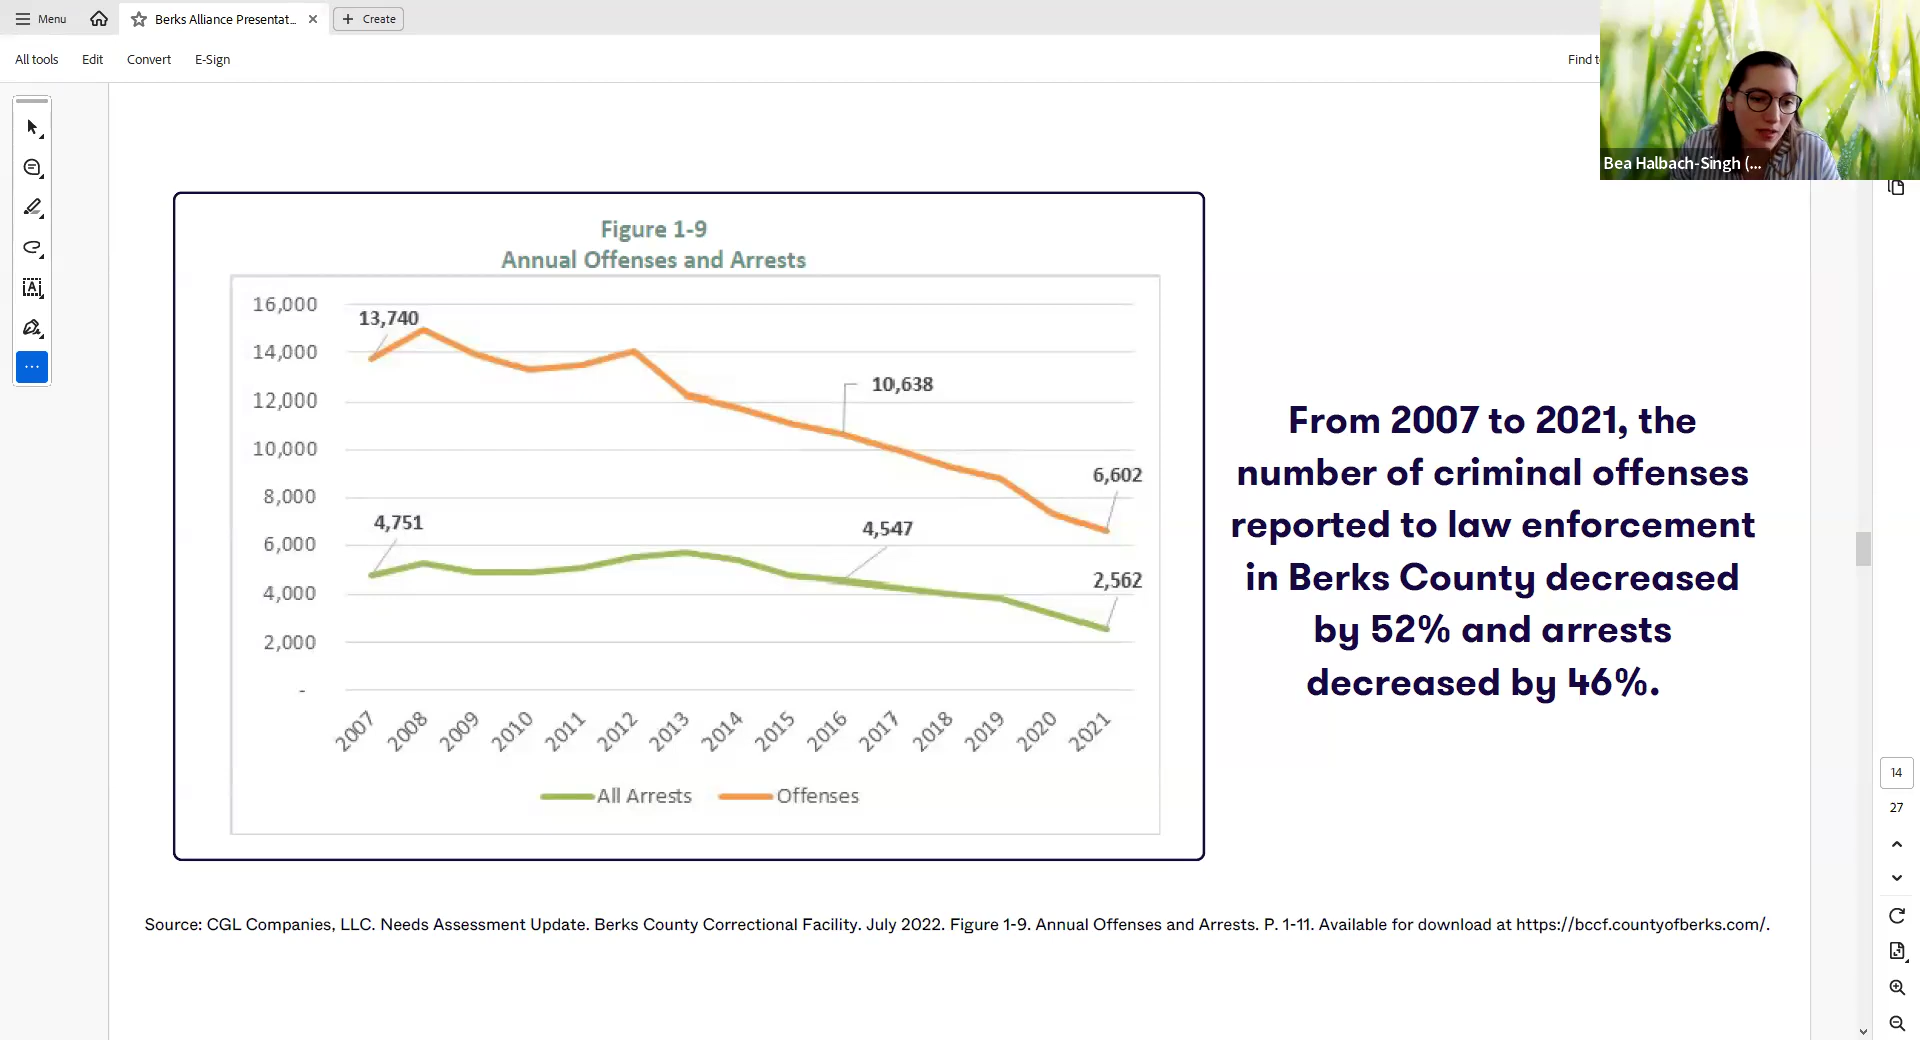 Menu
Berks Alliance Presentat...
Create
All tools
Edit
Convert
E-Sign
Find
Bea Halbach-Singh (...
Figure 1-9
Annual Offenses and Arrests
16,000
14,000
12,000
10,000
8,000
6,000
4,000
2,000
-
13,740
10,638
6,602
4,751
4,547
2,562
2007 2008 2009 2010 2011 2012 2013 2014 2015 2016 2017 2018 2019 2020 2021
All Arrests
Offenses
From 2007 to 2021, the
number of criminal offenses
reported to law enforcement
in Berks County decreased
by 52% and arrests
decreased by 46%.
Source: CGL Companies, LLC. Needs Assessment Update. Berks County Correctional Facility. July 2022. Figure 1-9. Annual Offenses and Arrests. P. 1-11. Available for download at https://bccf.countyofberks.com/.
14
27